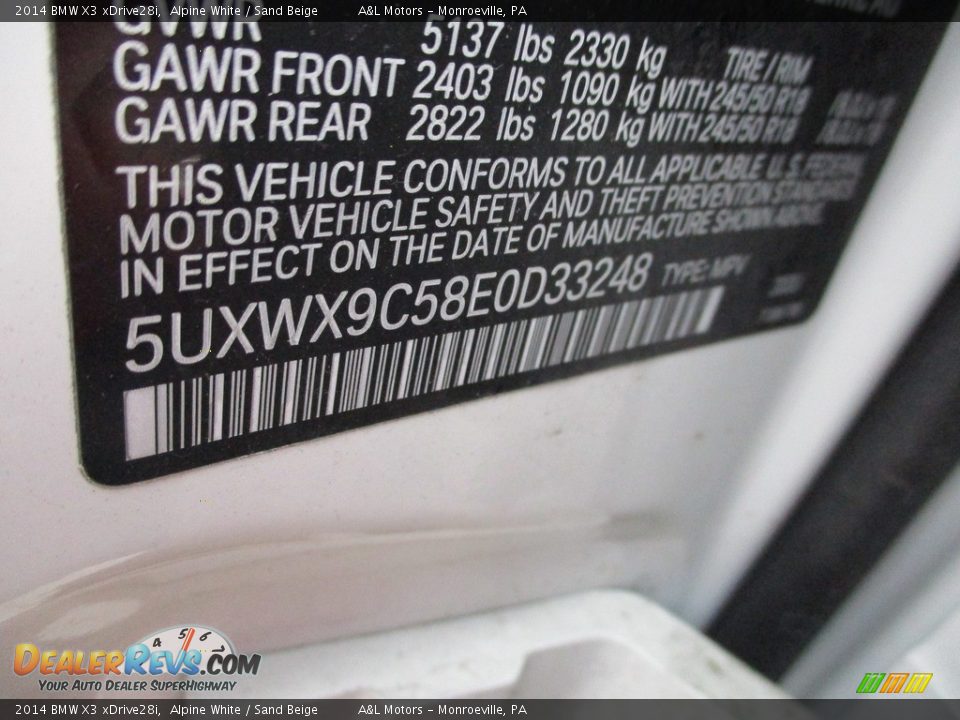 2014 BMW X3 xDrive28i, Alpine White / Sand Beige A&L Motors - Monroeville, PA
GVWR 5137 lbs 2330 kg TIRE / RIM
GAWR FRONT 2403 lbs 1090 kg WITH 245/50 R18
GAWR REAR 2822 lbs 1280 kg WITH 245/50 R18
THIS VEHICLE CONFORMS TO ALL APPLICABLE U.S. FEDERAL
MOTOR VEHICLE SAFETY AND THEFT PREVENTION STANDARDS
IN EFFECT ON THE DATE OF MANUFACTURE SHOWN ABOVE.
5UXWX9C58E0D33248 TYPE: MPV
4 5 6
DEALERREVS.COM
YOUR AUTO DEALER SUPERHIGHWAY
2014 BMW X3 xDrive28i, Alpine White / Sand Beige A&L Motors - Monroeville, PA